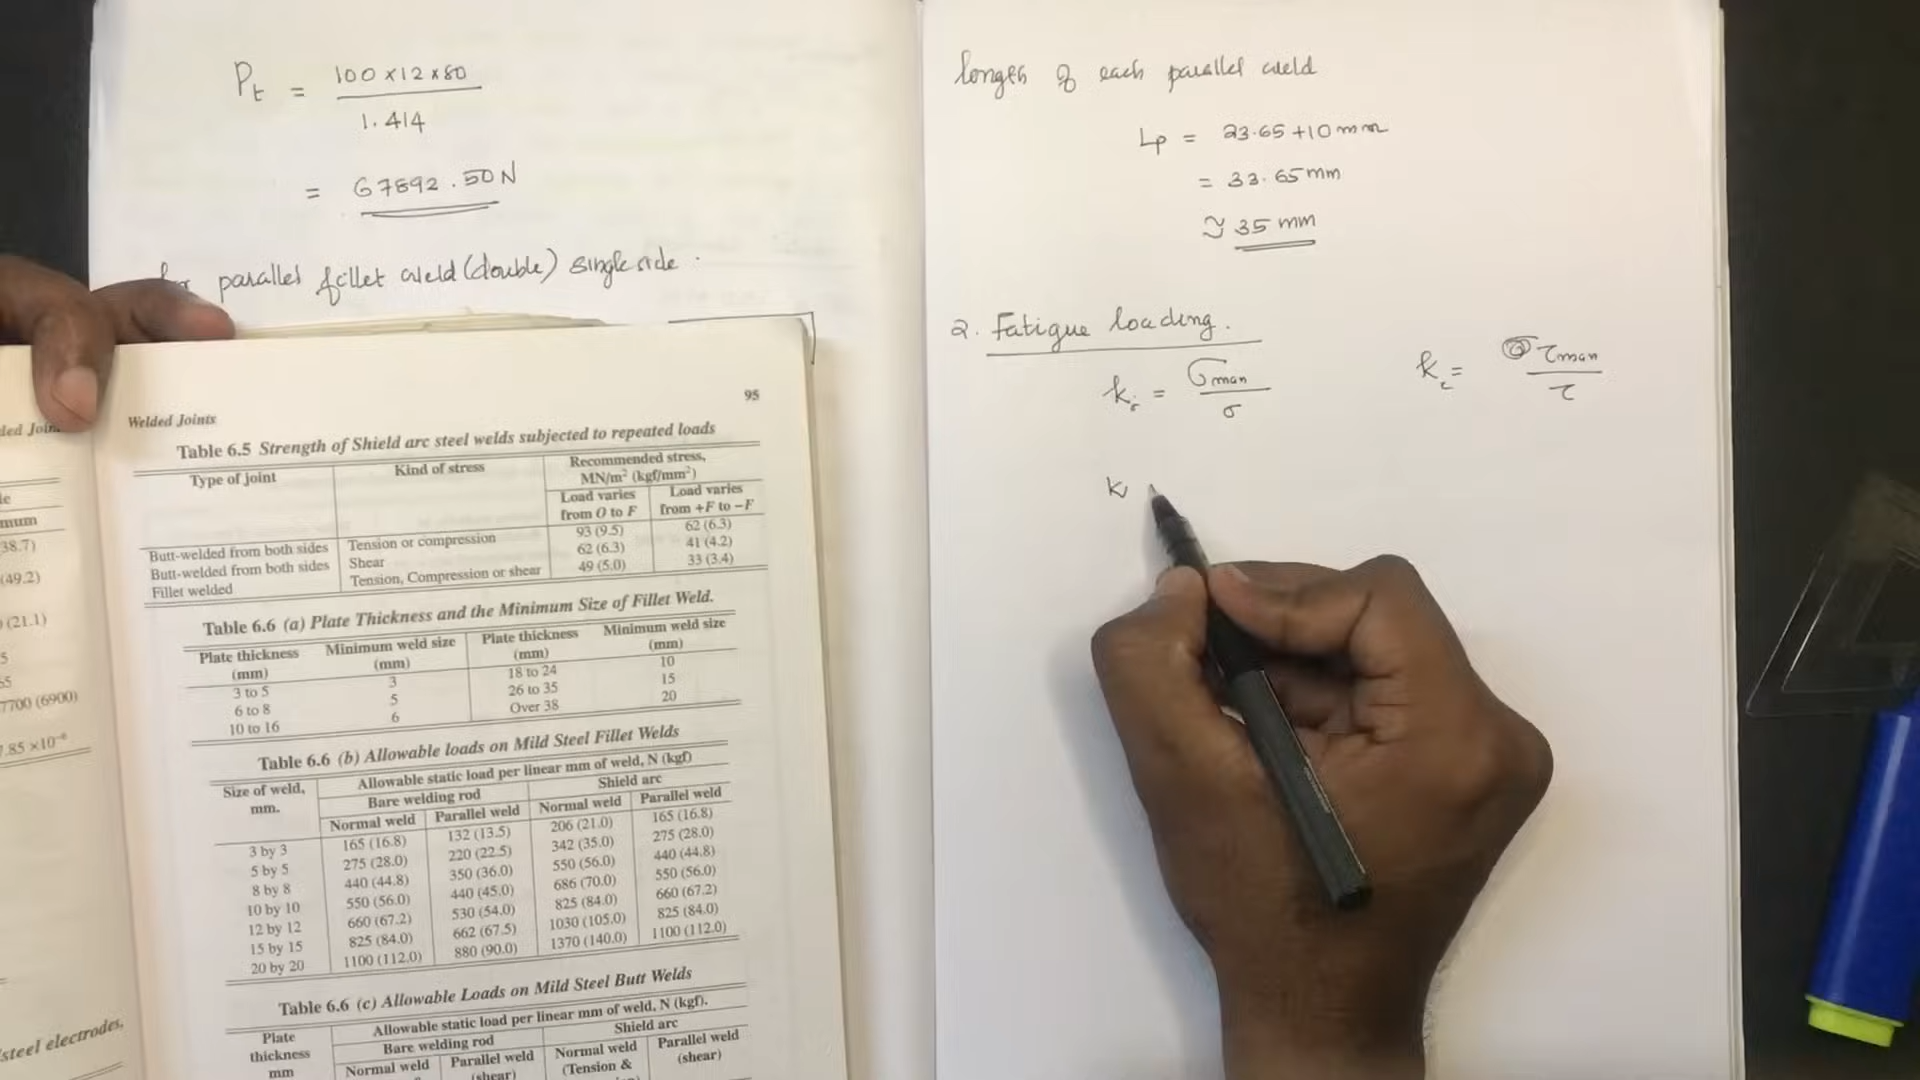 Pt = 100 × 12 × 80 / 1.414
= 67892.50 N
for parallel fillet weld (double) single side.
length of each parallel weld
Lp = 23.65 + 10 mm
= 33.65 mm
≃ 35 mm
2. Fatigue loading.
kσ = σmax / σ
kτ = τmax / τ
k
95
Welded Joints
Table 6.5 Strength of Shield arc steel welds subjected to repeated loads
Type of joint Kind of stress Recommended stress, MN/m² (kgf/mm²)
Load varies from O to F Load varies from +F to –F
Butt-welded from both sides Tension or compression 93 (9.5) 62 (6.3)
Butt-welded from both sides Shear 62 (6.3) 41 (4.2)
Fillet welded Tension, Compression or shear 49 (5.0) 33 (3.4)
Table 6.6 (a) Plate Thickness and the Minimum Size of Fillet Weld.
Plate thickness (mm) Minimum weld size (mm) Plate thickness (mm) Minimum weld size (mm)
3 to 5 3 18 to 24 10
6 to 8 5 26 to 35 15
10 to 16 6 Over 38 20
Table 6.6 (b) Allowable loads on Mild Steel Fillet Welds
Size of weld, mm. Allowable static load per linear mm of weld, N (kgf)
Bare welding rod Shield arc
Normal weld Parallel weld Normal weld Parallel weld
3 by 3 165 (16.8) 132 (13.5) 206 (21.0) 165 (16.8)
5 by 5 275 (28.0) 220 (22.5) 342 (35.0) 275 (28.0)
8 by 8 440 (44.8) 350 (36.0) 550 (56.0) 440 (44.8)
10 by 10 550 (56.0) 440 (45.0) 686 (70.0) 550 (56.0)
12 by 12 660 (67.2) 530 (54.0) 825 (84.0) 660 (67.2)
15 by 15 825 (84.0) 662 (67.5) 1030 (105.0) 825 (84.0)
20 by 20 1100 (112.0) 880 (90.0) 1370 (140.0) 1100 (112.0)
Table 6.6 (c) Allowable Loads on Mild Steel Butt Welds
Plate thickness mm Allowable static load per linear mm of weld, N (kgf).
Bare welding rod Shield arc
Normal weld Parallel weld (shear) Normal weld (Tension & Parallel weld (shear)
(49.2)
(21.1)
7700 (6900)
steel electrodes,